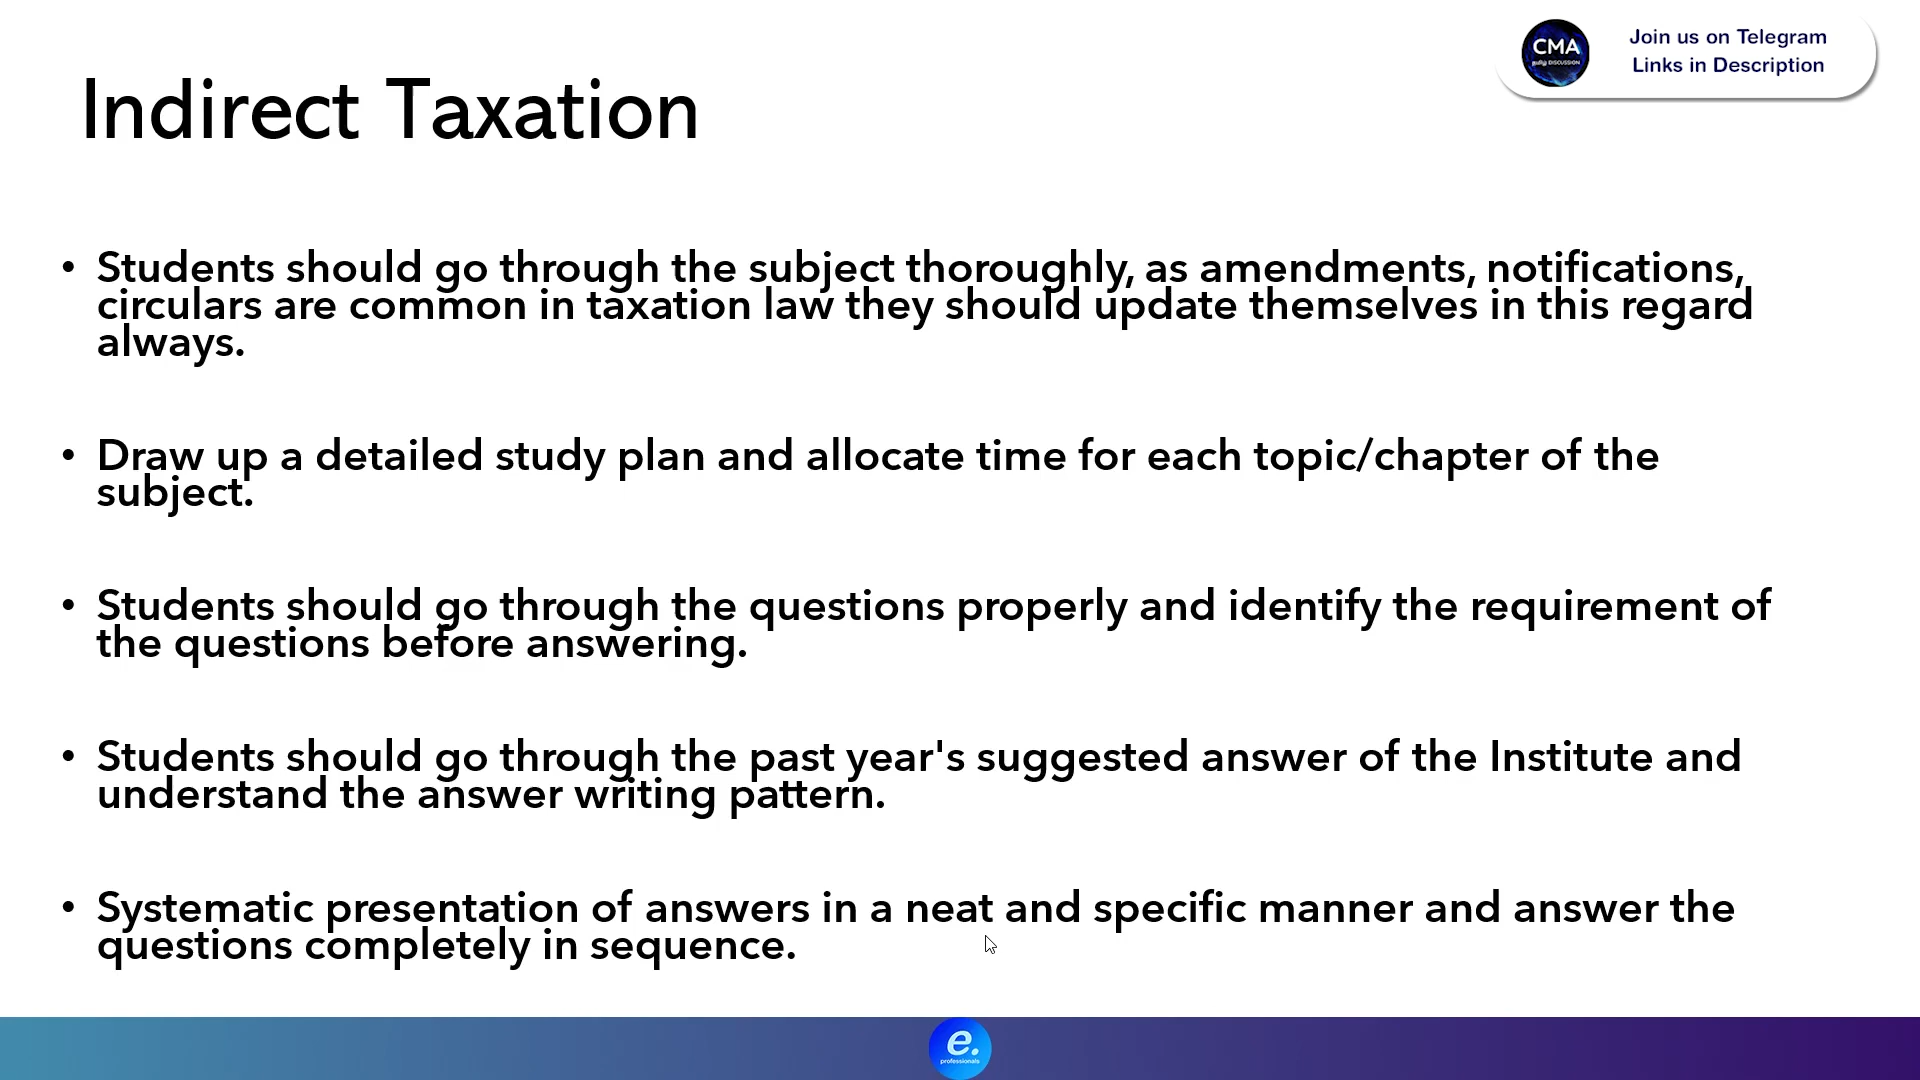 CMA
தமிழ் DISCUSSION
Join us on Telegram
Links in Description
Indirect Taxation
• Students should go through the subject thoroughly, as amendments, notifications,
circulars are common in taxation law they should update themselves in this regard
always.
• Draw up a detailed study plan and allocate time for each topic/chapter of the
subject.
• Students should go through the questions properly and identify the requirement of
the questions before answering.
• Students should go through the past year's suggested answer of the Institute and
understand the answer writing pattern.
• Systematic presentation of answers in a neat and specific manner and answer the
questions completely in sequence.
e.
professionals